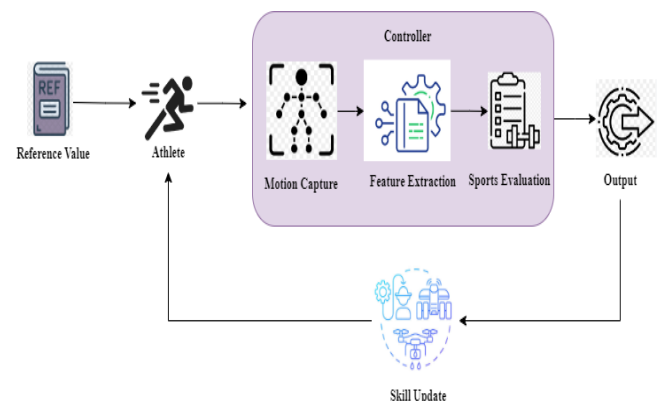 Controller
REF
Reference Value
Athlete
Motion Capture
Feature Extraction
Sports Evaluation
Output
Skill Update